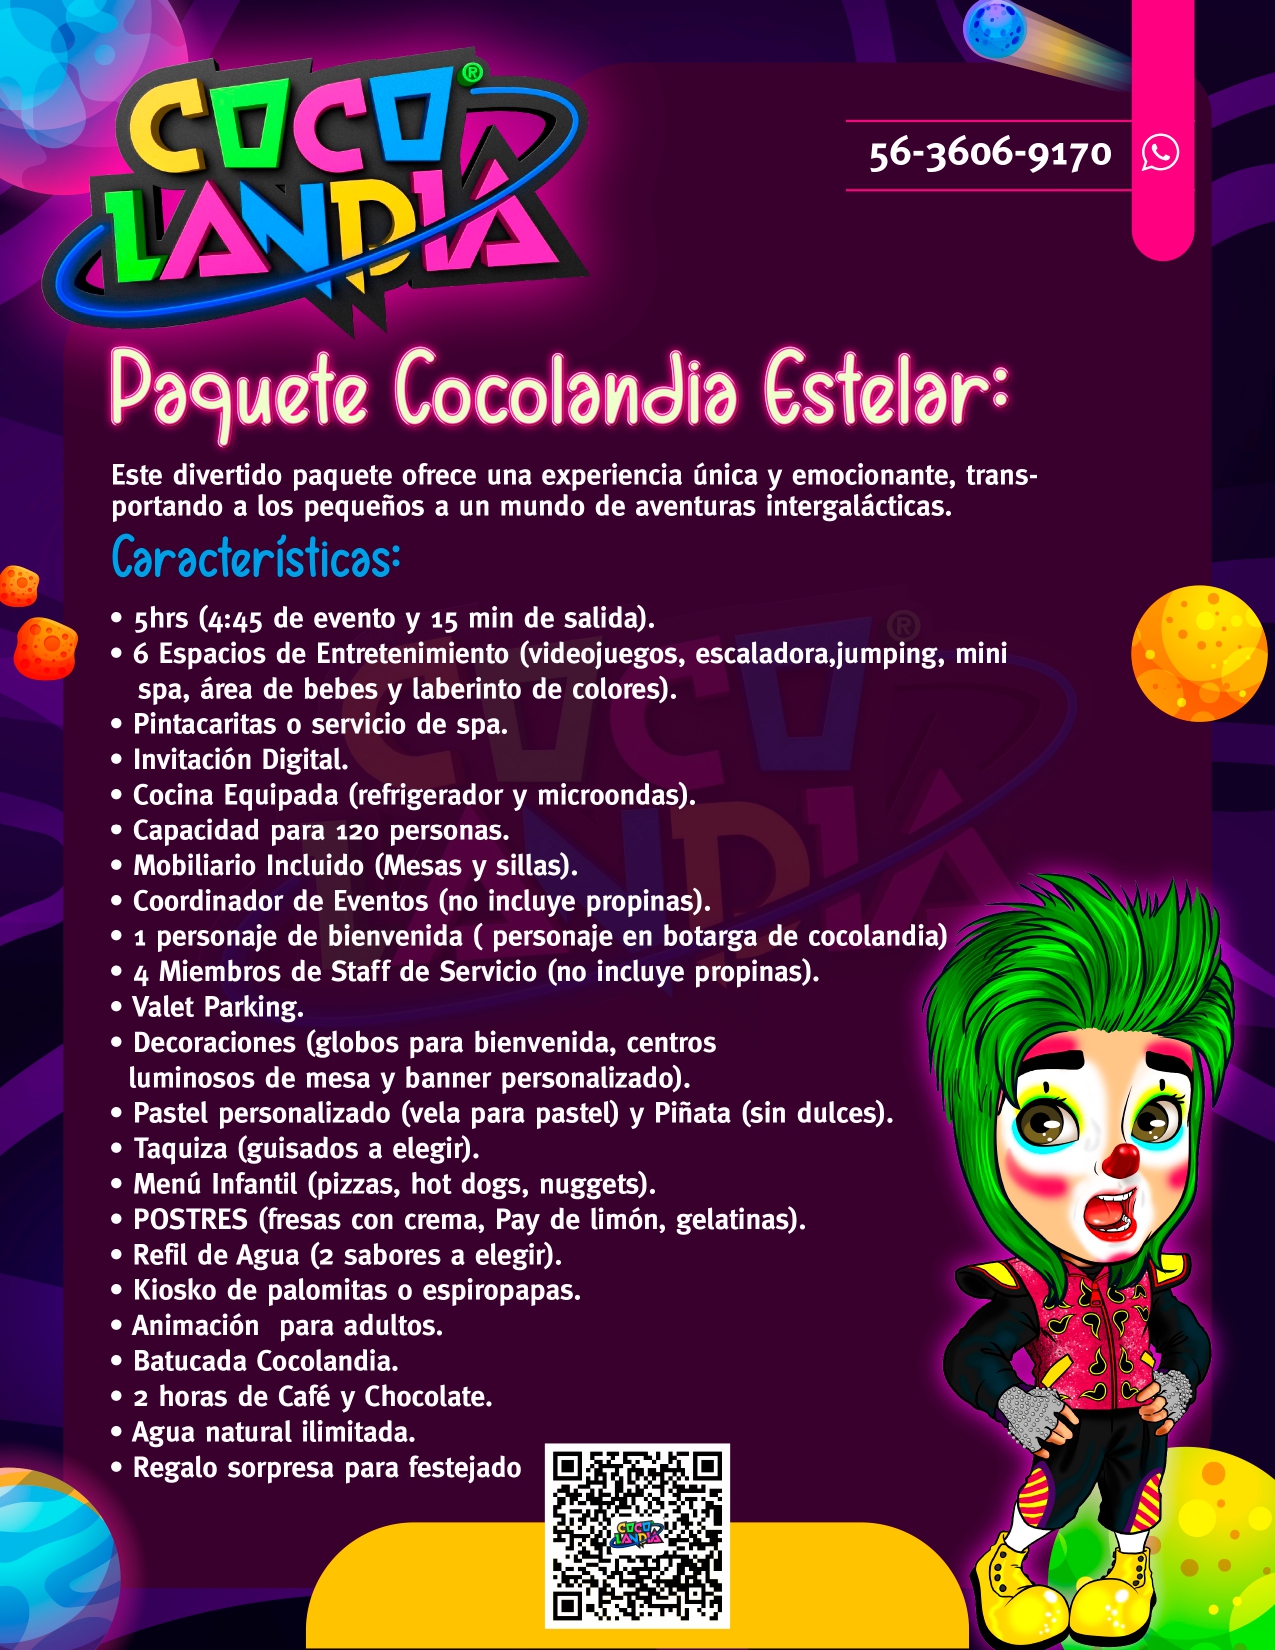 COCO®
LANDIA
56-3606-9170
Paquete Cocolandia Estelar:
Este divertido paquete ofrece una experiencia única y emocionante, trans-
portando a los pequeños a un mundo de aventuras intergalácticas.
Características:
• 5hrs (4:45 de evento y 15 min de salida).
• 6 Espacios de Entretenimiento (videojuegos, escaladora,jumping, mini
spa, área de bebes y laberinto de colores).
• Pintacaritas o servicio de spa.
• Invitación Digital.
• Cocina Equipada (refrigerador y microondas).
• Capacidad para 120 personas.
• Mobiliario Incluido (Mesas y sillas).
• Coordinador de Eventos (no incluye propinas).
• 1 personaje de bienvenida ( personaje en botarga de cocolandia)
• 4 Miembros de Staff de Servicio (no incluye propinas).
• Valet Parking.
• Decoraciones (globos para bienvenida, centros
luminosos de mesa y banner personalizado).
• Pastel personalizado (vela para pastel) y Piñata (sin dulces).
• Taquiza (guisados a elegir).
• Menú Infantil (pizzas, hot dogs, nuggets).
• POSTRES (fresas con crema, Pay de limón, gelatinas).
• Refil de Agua (2 sabores a elegir).
• Kiosko de palomitas o espiropapas.
• Animación  para adultos.
• Batucada Cocolandia.
• 2 horas de Café y Chocolate.
• Agua natural ilimitada.
• Regalo sorpresa para festejado
COCO
LANDIA
COCO®
LANDIA